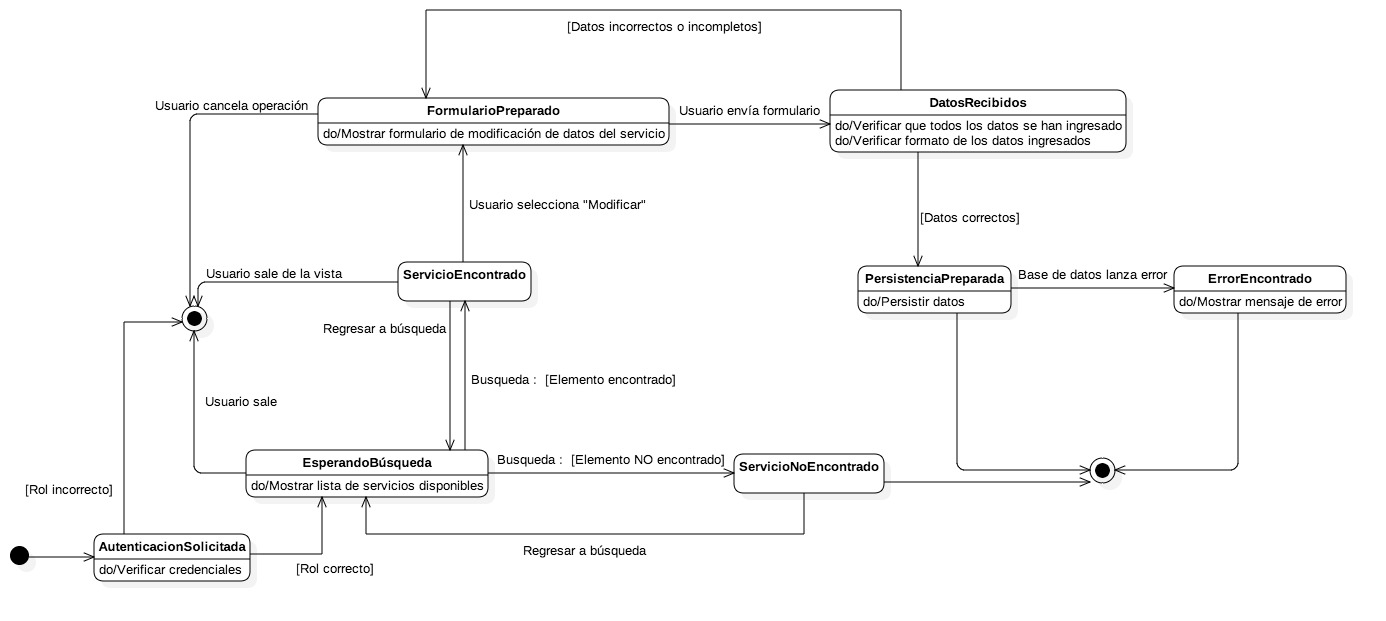 [Datos incorrectos o incompletos]
Usuario cancela operación
FormularioPreparado
do/Mostrar formulario de modificación de datos del servicio
Usuario envía formulario
DatosRecibidos
do/Verificar que todos los datos se han ingresado
do/Verificar formato de los datos ingresados
Usuario selecciona "Modificar"
[Datos correctos]
Usuario sale de la vista
ServicioEncontrado
PersistenciaPreparada
do/Persistir datos
Base de datos lanza error
ErrorEncontrado
do/Mostrar mensaje de error
Regresar a búsqueda
Busqueda : [Elemento encontrado]
Usuario sale
EsperandoBúsqueda
do/Mostrar lista de servicios disponibles
Busqueda : [Elemento NO encontrado]
ServicioNoEncontrado
[Rol incorrecto]
AutenticacionSolicitada
do/Verificar credenciales
[Rol correcto]
Regresar a búsqueda